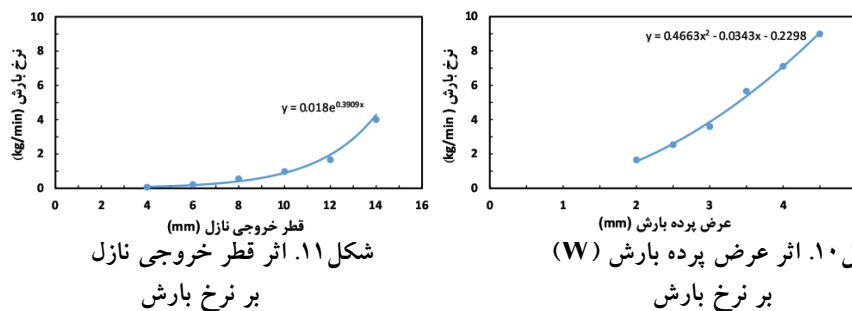 10
8
6
4
2
0
نرخ بارش
(kg/min)
y = 0.018e^0.3909x
0 2 4 6 8 10 12 14 16
قطر خروجی نازل (mm)
شکل۱۱. اثر قطر خروجی نازل
بر نرخ بارش
10
8
6
4
2
0
نرخ بارش
(kg/min)
y = 0.4663x² - 0.0343x - 0.2298
0 1 2 3 4
عرض پرده بارش (mm)
ل۱۰. اثر عرض پرده بارش (W)
بر نرخ بارش